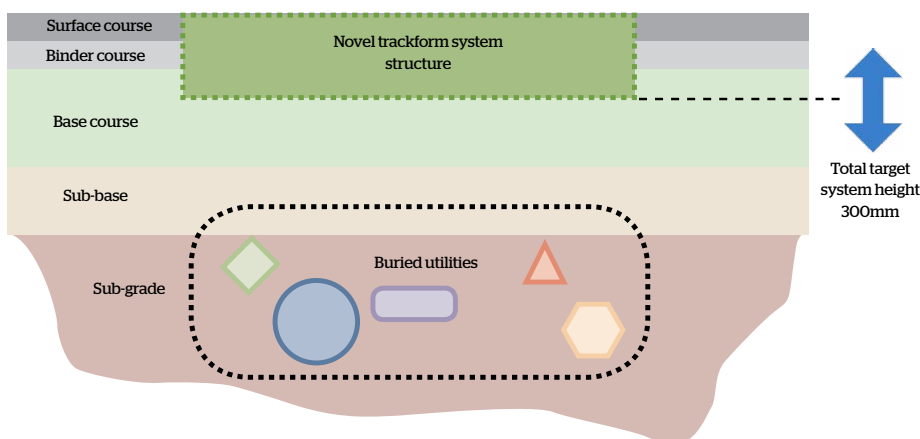 Surface course
Binder course
Novel trackform system
structure
Base course
Total target
system height
300mm
Sub-base
Buried utilities
Sub-grade